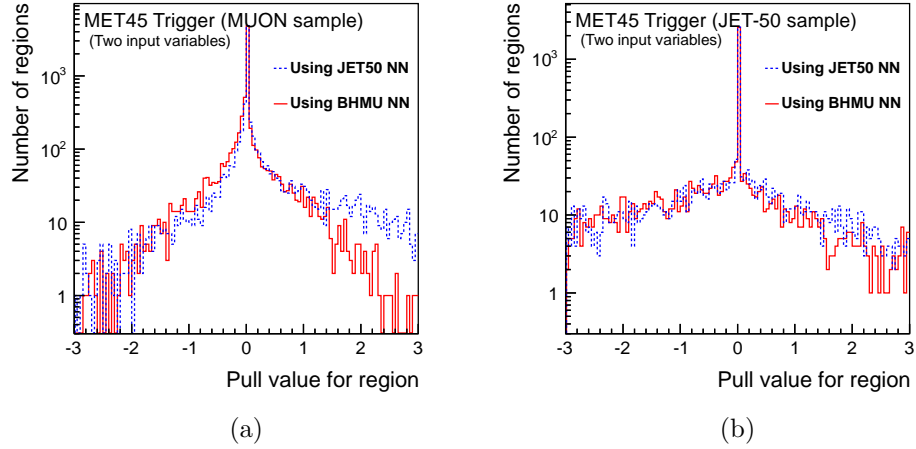 Number of regions
MET45 Trigger (MUON sample)
(Two input variables)
Using JET50 NN
Using BHMU NN
10³
10²
10
1
-3 -2 -1 0 1 2 3
Pull value for region
(a)
Number of regions
MET45 Trigger (JET-50 sample)
(Two input variables)
Using JET50 NN
Using BHMU NN
10³
10²
10
1
-3 -2 -1 0 1 2 3
Pull value for region
(b)